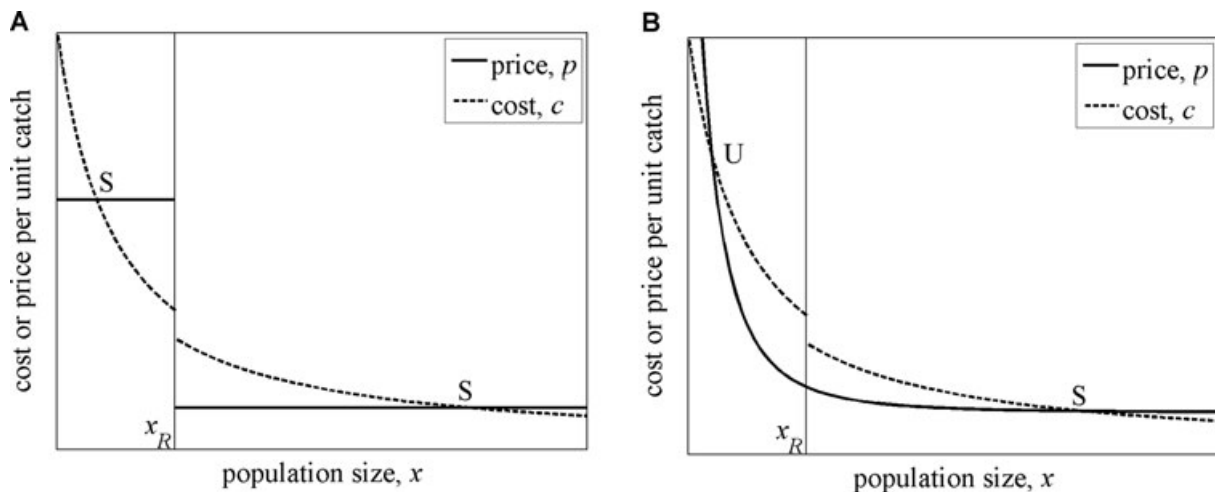 A
cost or price per unit catch
price, p
cost, c
S
S
x_R
population size, x
B
cost or price per unit catch
price, p
cost, c
U
S
x_R
population size, x